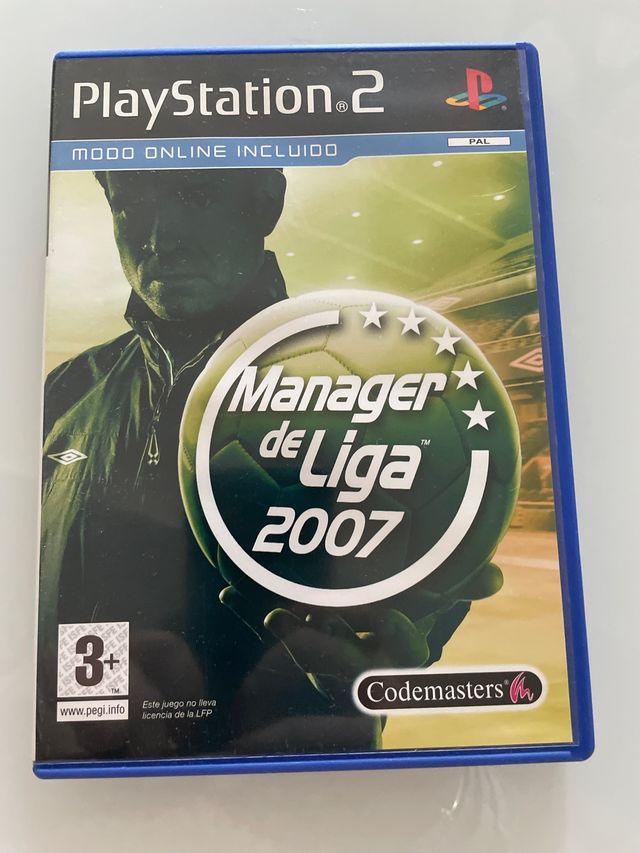 PlayStation®2
MODO ONLINE INCLUIDO
PAL
Manager
de Liga™
2007
3+
™
www.pegi.info
Este juego no lleva
licencia de la LFP
Codemasters®